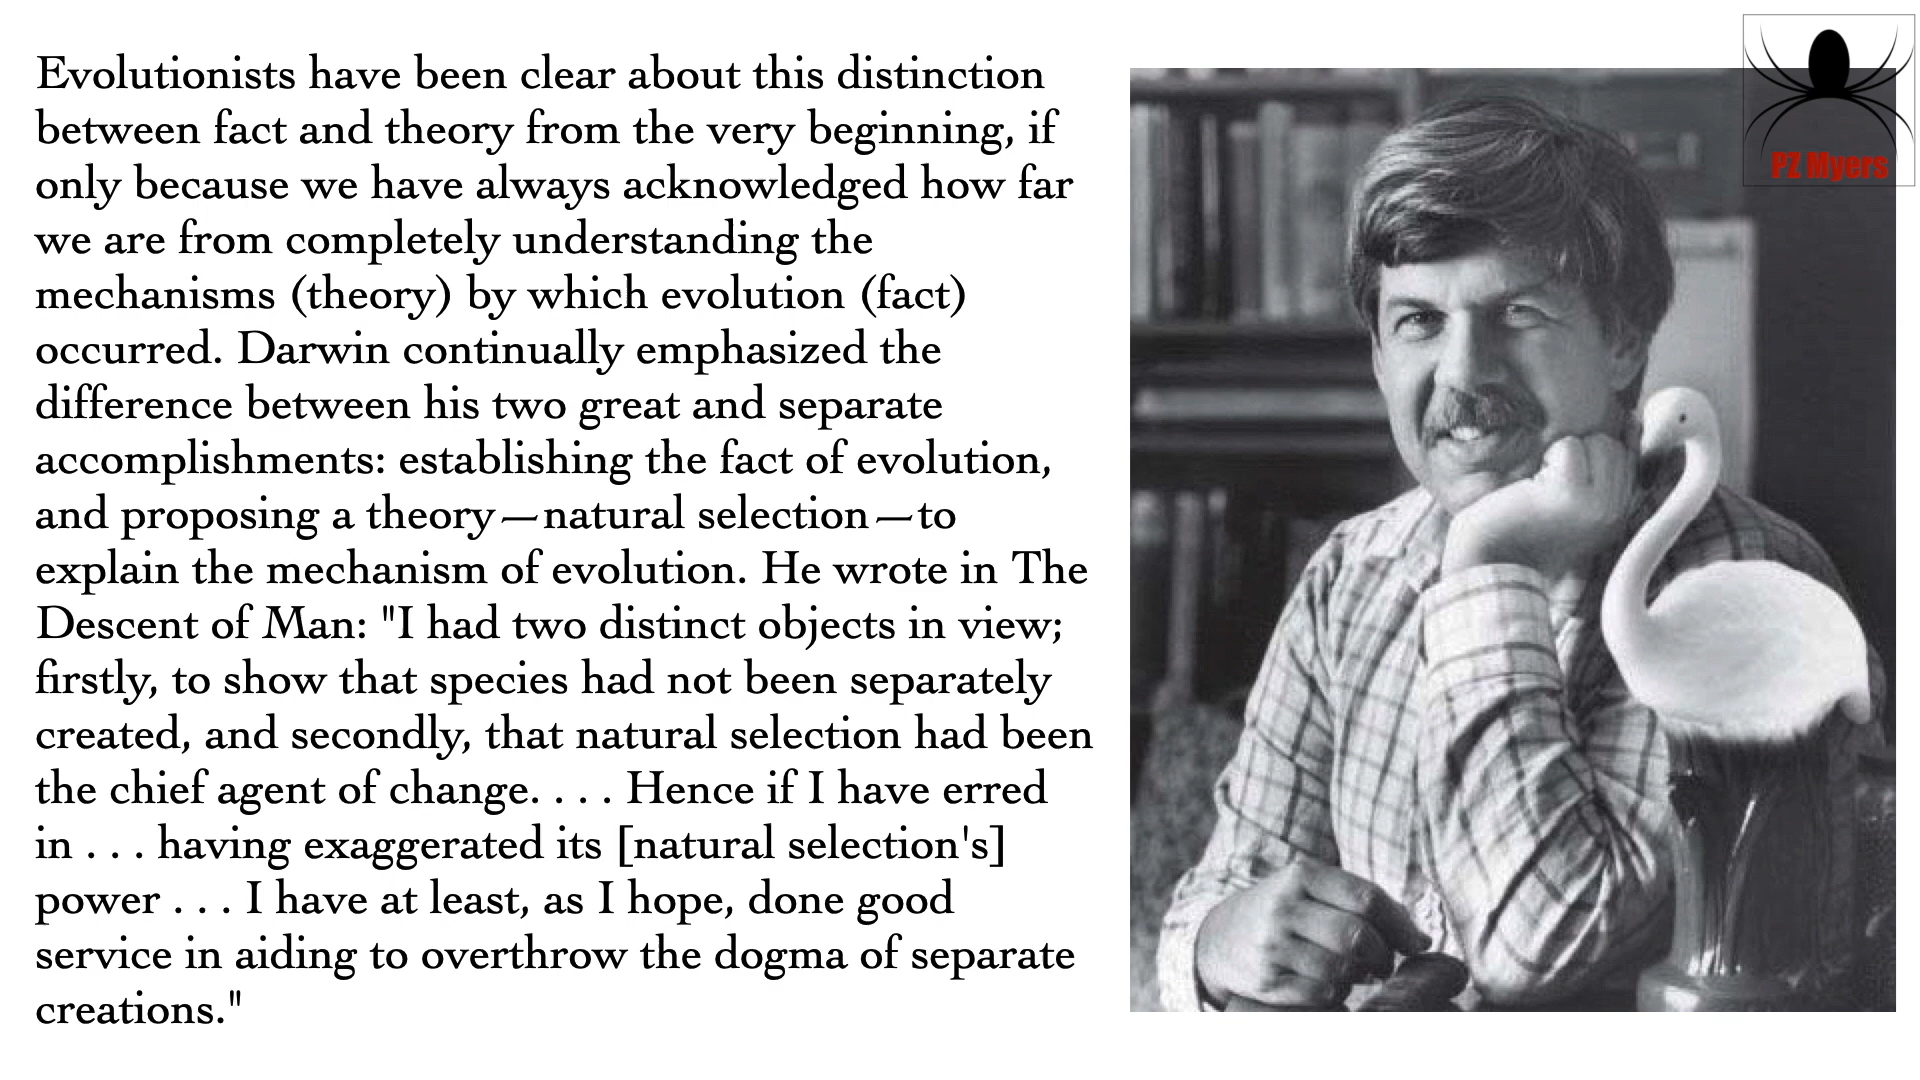 Evolutionists have been clear about this distinction
between fact and theory from the very beginning, if
only because we have always acknowledged how far
we are from completely understanding the
mechanisms (theory) by which evolution (fact)
occurred. Darwin continually emphasized the
difference between his two great and separate
accomplishments: establishing the fact of evolution,
and proposing a theory—natural selection—to
explain the mechanism of evolution. He wrote in The
Descent of Man: "I had two distinct objects in view;
firstly, to show that species had not been separately
created, and secondly, that natural selection had been
the chief agent of change. . . . Hence if I have erred
in . . . having exaggerated its [natural selection's]
power . . . I have at least, as I hope, done good
service in aiding to overthrow the dogma of separate
creations."
PZ Myers